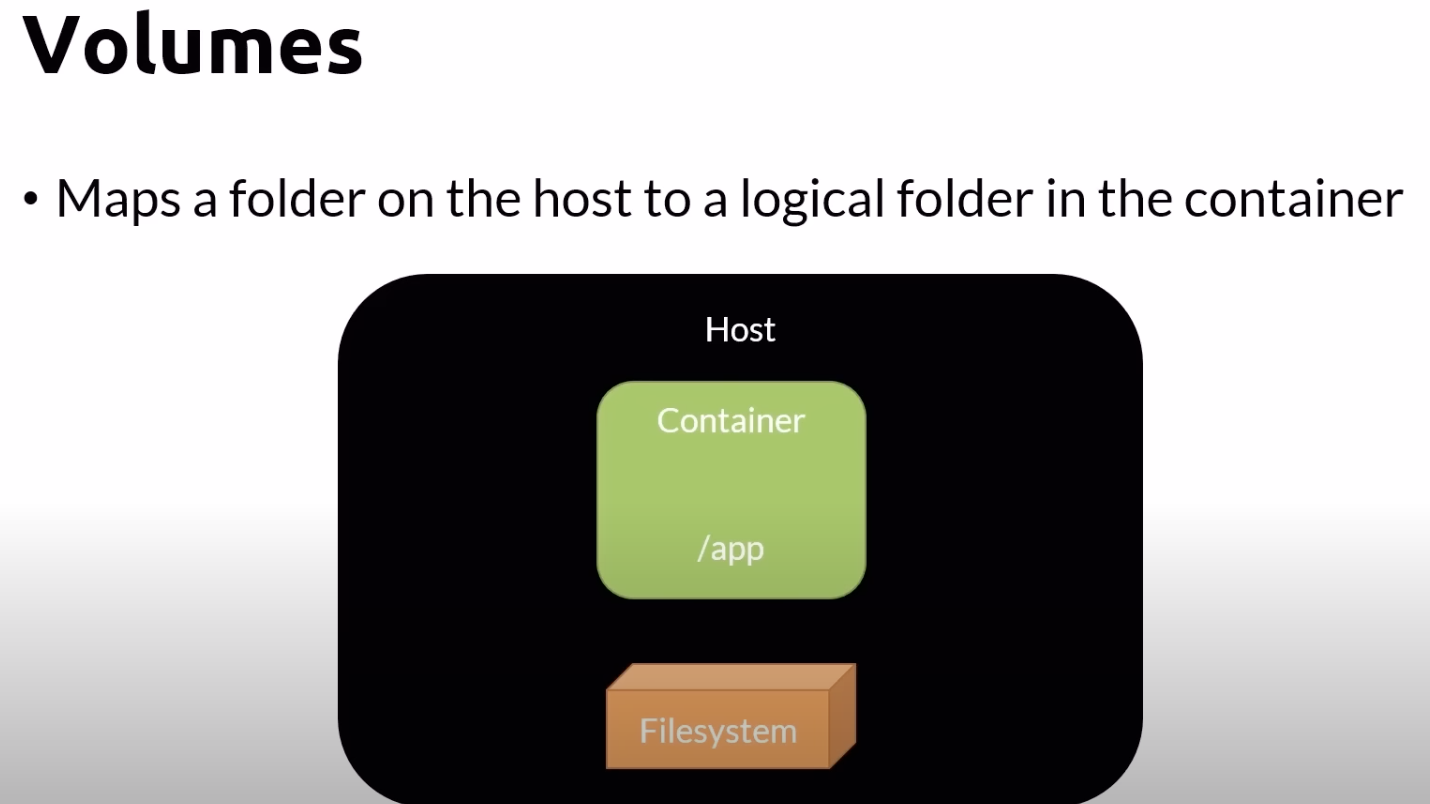 Volumes
• Maps a folder on the host to a logical folder in the container
Host
Container
/app
Filesystem